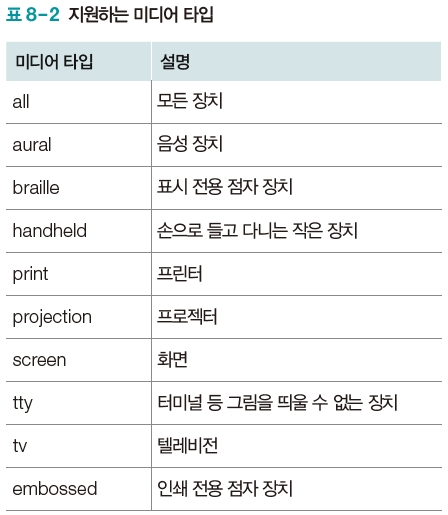 표 8-2 지원하는 미디어 타입
미디어 타입 설명
all 모든 장치
aural 음성 장치
braille 표시 전용 점자 장치
handheld 손으로 들고 다니는 작은 장치
print 프린터
projection 프로젝터
screen 화면
tty 터미널 등 그림을 띄울 수 없는 장치
tv 텔레비전
embossed 인쇄 전용 점자 장치